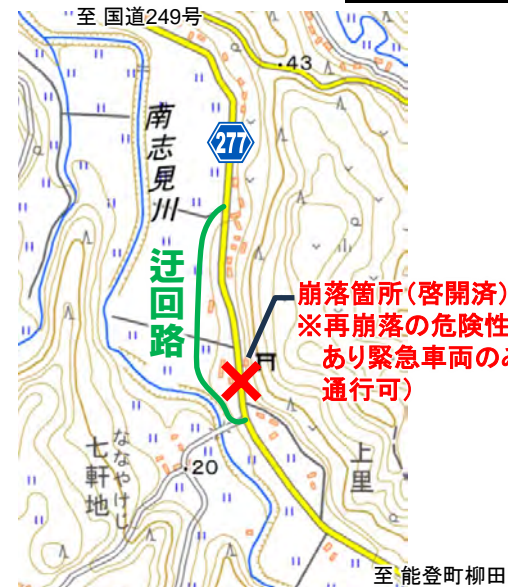 至 国道249号
・43
南志見川
277
迂回路
崩落箇所(啓開済)
※再崩落の危険性
あり緊急車両のみ
通行可)
ななやけじ
七軒地
・20
上里
至 能登町柳田